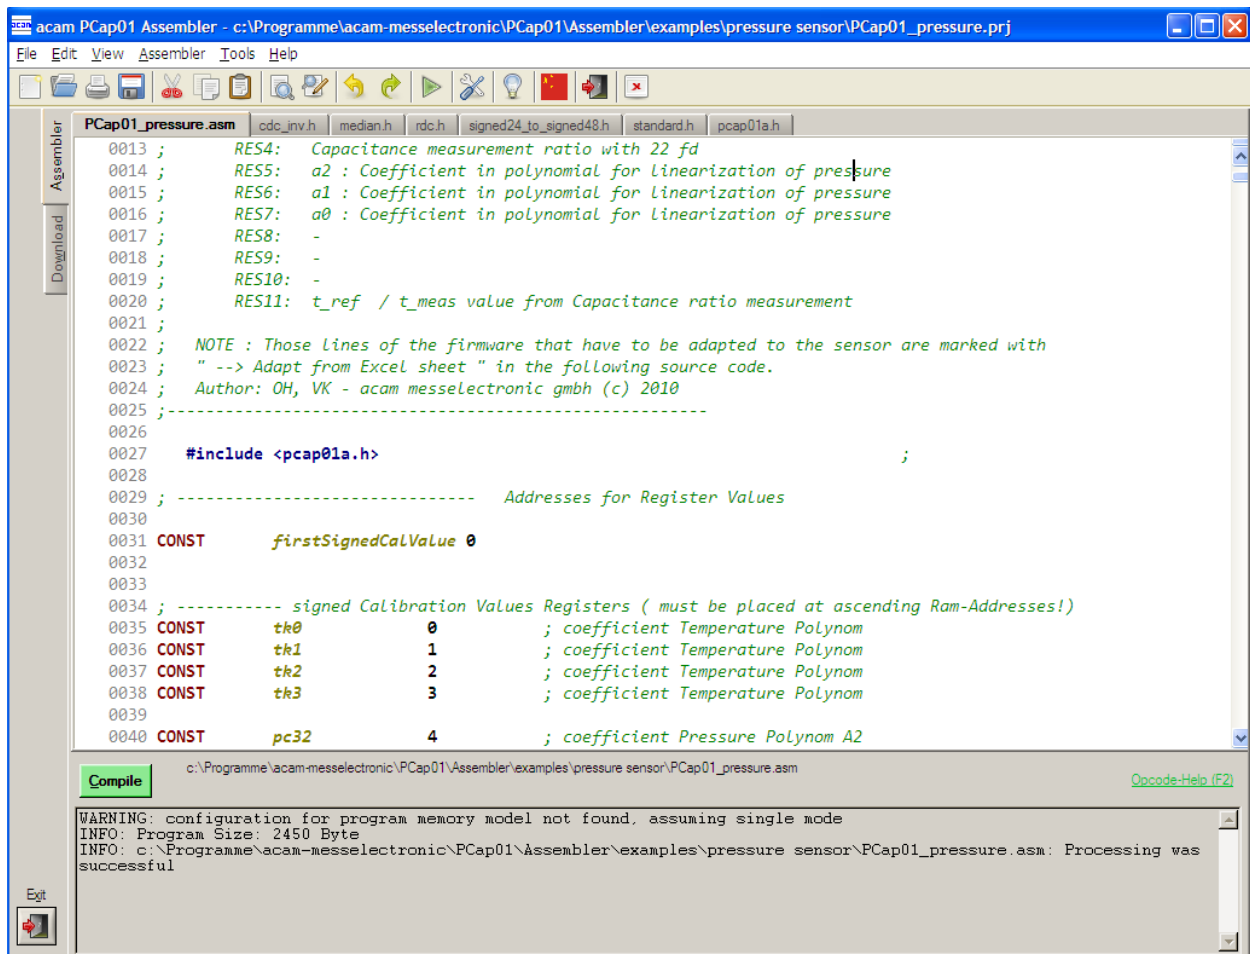 acam acam PCap01 Assembler - c:\Programme\acam-messelectronic\PCap01\Assembler\examples\pressure sensor\PCap01_pressure.prj
File Edit View Assembler Tools Help
Assembler
Download
PCap01_pressure.asm cdc_inv.h median.h rdc.h signed24_to_signed48.h standard.h pcap01a.h
0013 ; RES4: Capacitance measurement ratio with 22 fd
0014 ; RES5: a2 : Coefficient in polynomial for linearization of pressure
0015 ; RES6: a1 : Coefficient in polynomial for linearization of pressure
0016 ; RES7: a0 : Coefficient in polynomial for linearization of pressure
0017 ; RES8: -
0018 ; RES9: -
0019 ; RES10: -
0020 ; RES11: t_ref / t_meas value from Capacitance ratio measurement
0021 ;
0022 ; NOTE : Those lines of the firmware that have to be adapted to the sensor are marked with
0023 ; " --> Adapt from Excel sheet " in the following source code.
0024 ; Author: OH, VK - acam messelectronic gmbh (c) 2010
0025 ;---------------------------------------------------------
0026
0027 #include <pcap01a.h> ;
0028
0029 ; -------------------------------- Addresses for Register Values
0030
0031 CONST firstSignedCalValue 0
0032
0033
0034 ; ----------- signed Calibration Values Registers ( must be placed at ascending Ram-Addresses!)
0035 CONST tk0 0 ; coefficient Temperature Polynom
0036 CONST tk1 1 ; coefficient Temperature Polynom
0037 CONST tk2 2 ; coefficient Temperature Polynom
0038 CONST tk3 3 ; coefficient Temperature Polynom
0039
0040 CONST pc32 4 ; coefficient Pressure Polynom A2
Compile c:\Programme\acam-messelectronic\PCap01\Assembler\examples\pressure sensor\PCap01_pressure.asm
Opcode-Help (F2)
WARNING: configuration for program memory model not found, assuming single mode
INFO: Program Size: 2450 Byte
INFO: c:\Programme\acam-messelectronic\PCap01\Assembler\examples\pressure sensor\PCap01_pressure.asm: Processing was
successful
Exit